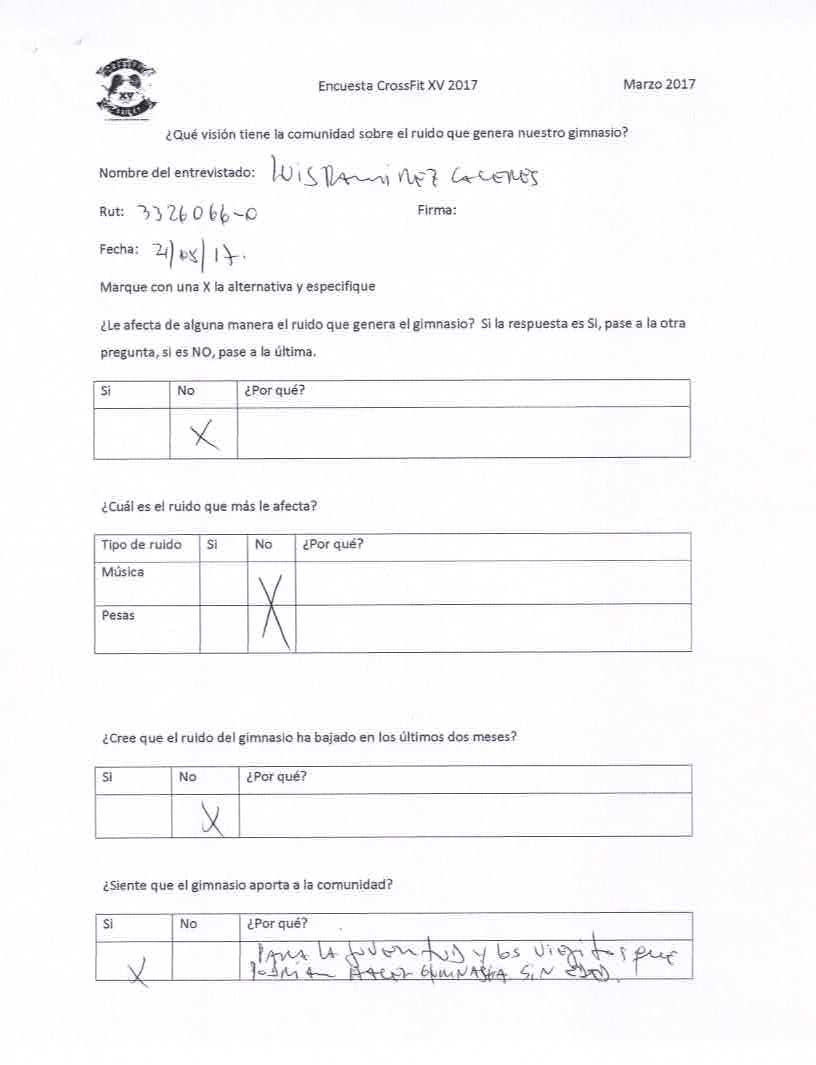 XV
Encuesta CrossFit XV 2017 Marzo 2017
¿Qué visión tiene la comunidad sobre el ruido que genera nuestro gimnasio?
Nombre del entrevistado: LUIS RAMIREZ CACERES
Rut: 3326066-0 Firma:
Fecha: 21/05/17.
Marque con una X la alternativa y especifique
¿Le afecta de alguna manera el ruido que genera el gimnasio? Si la respuesta es SI, pase a la otra
pregunta, si es NO, pase a la última.
Si No ¿Por qué?
X
¿Cuál es el ruido que más le afecta?
Tipo de ruido Si No ¿Por qué?
Música
X
Pesas
¿Cree que el ruido del gimnasio ha bajado en los últimos dos meses?
Si No ¿Por qué?
X
¿Siente que el gimnasio aporta a la comunidad?
Si No ¿Por qué?
X PARA LA JUVENTUD y los viejitos que
PODRIAN HACER GIMNASIA SIN EDAD.